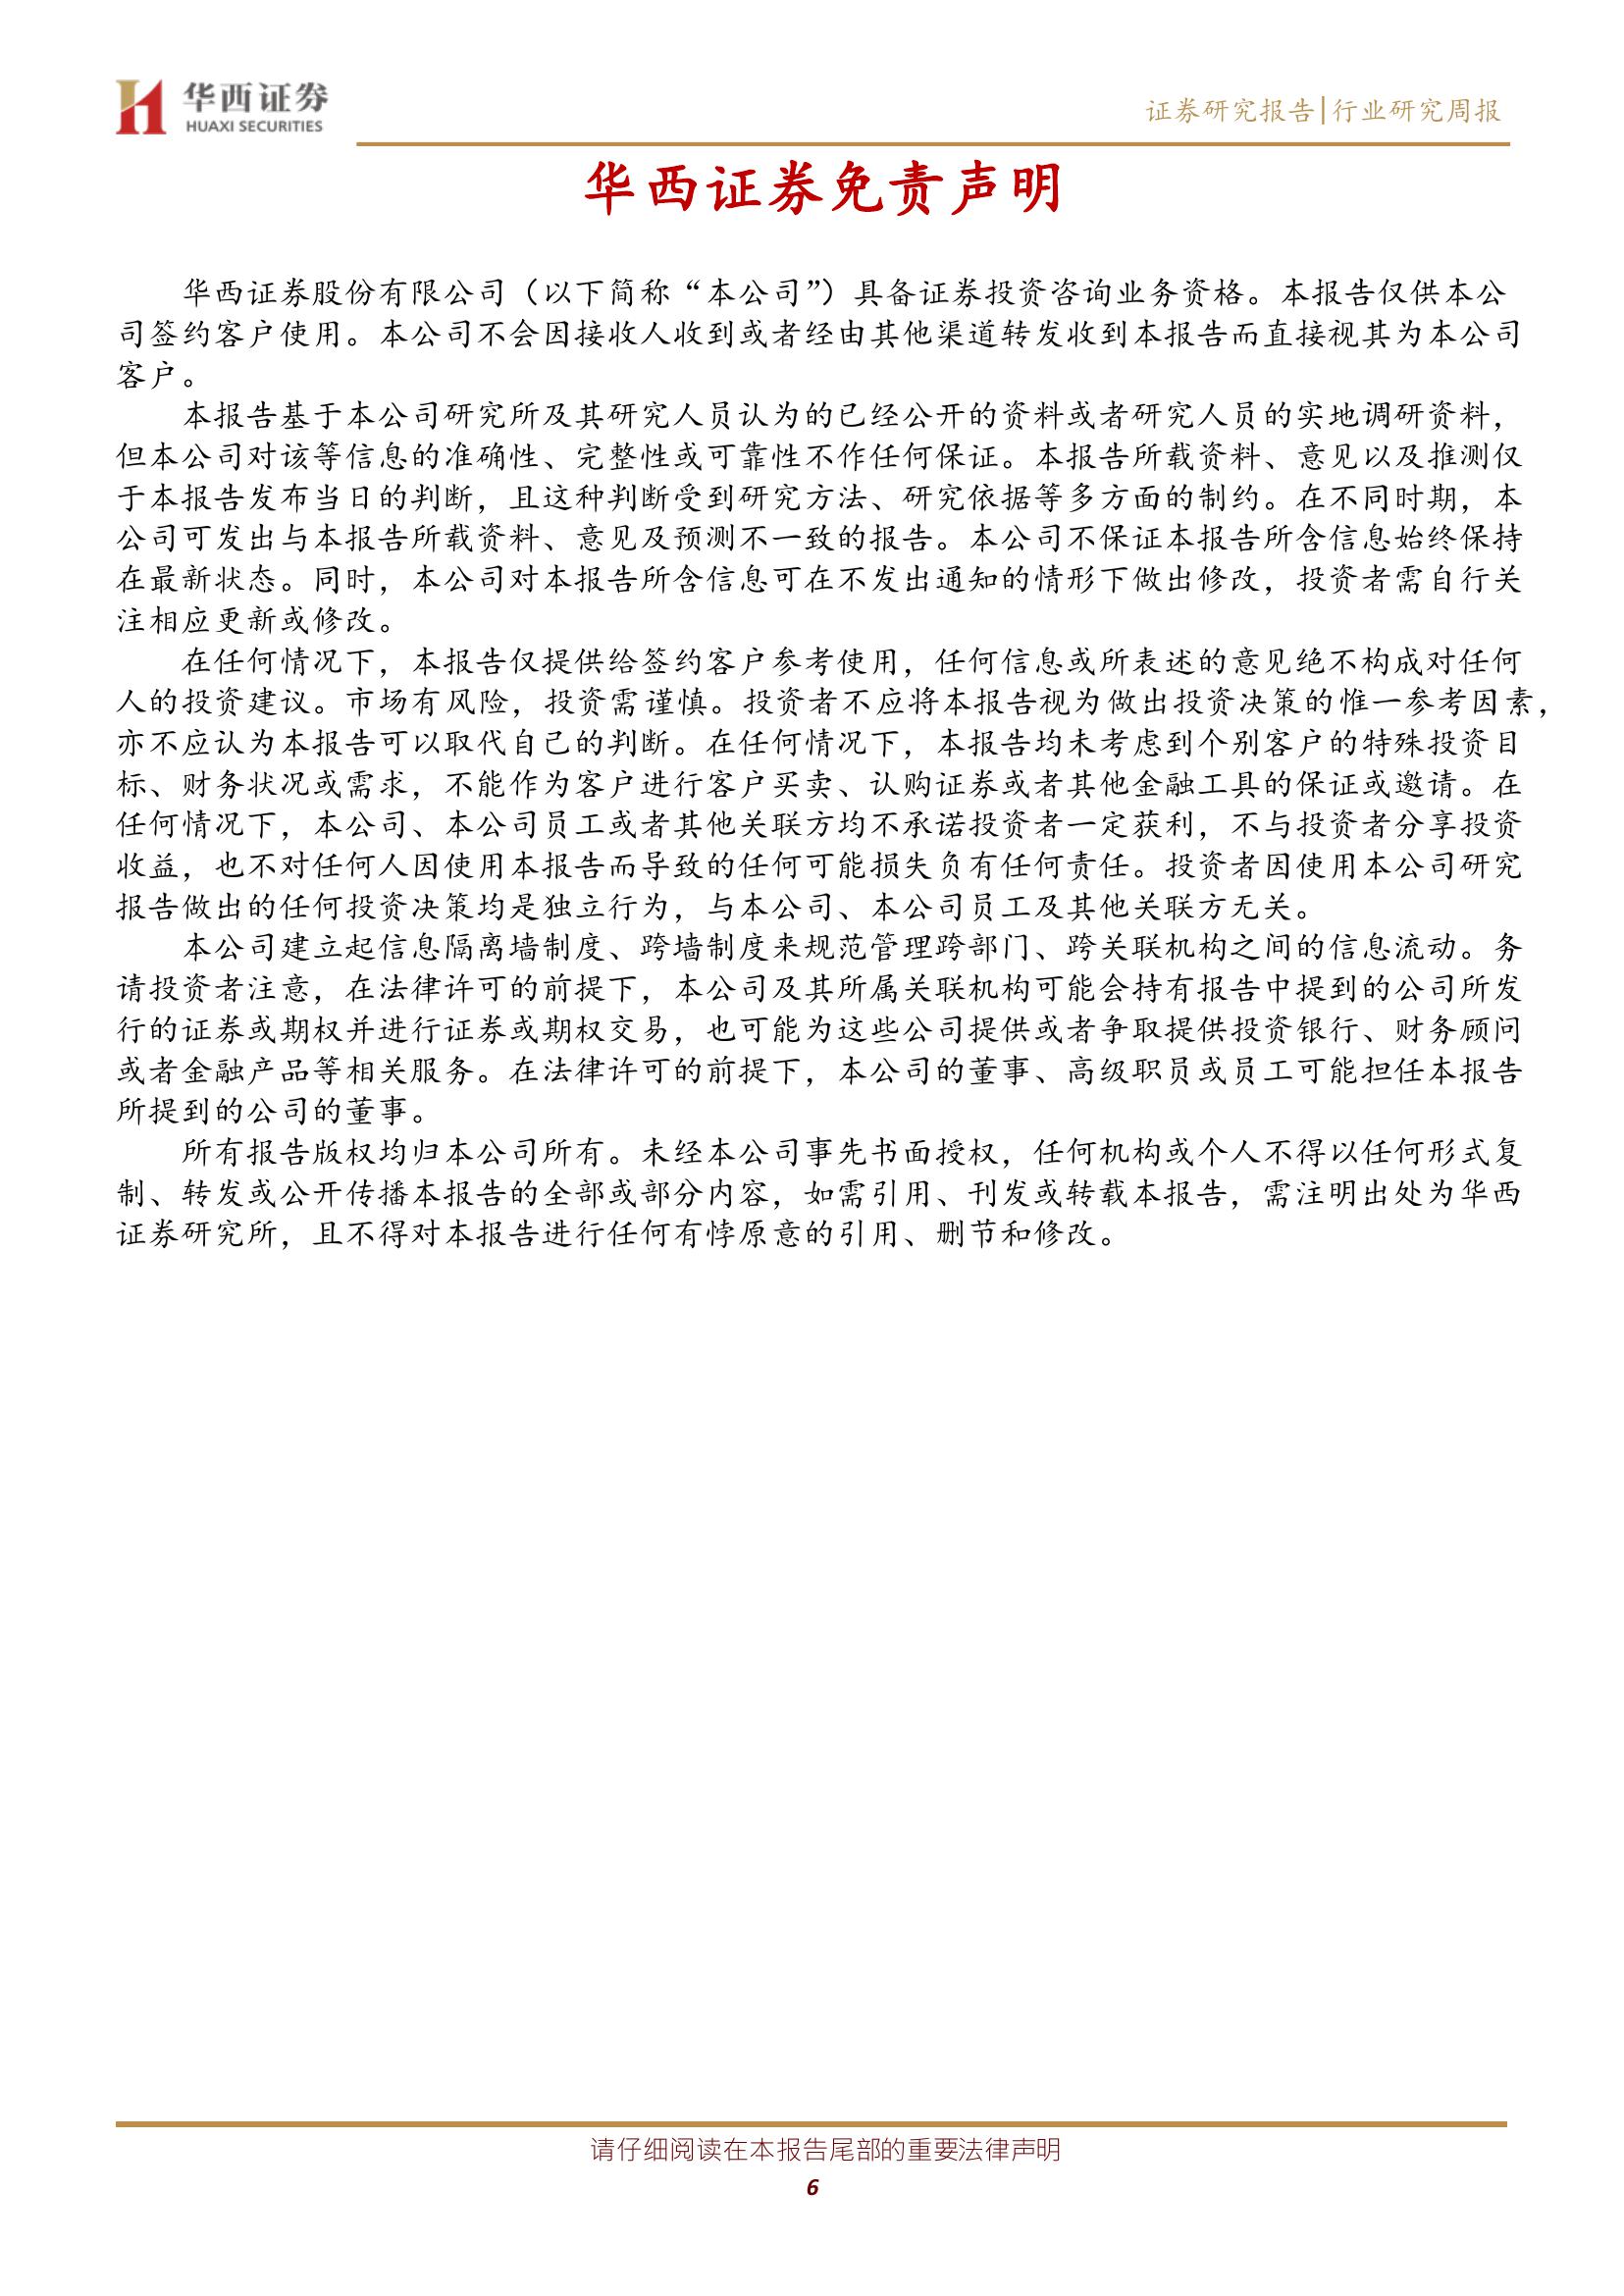 华西证券
HUAXI SECURITIES
证券研究报告|行业研究周报
华西证券免责声明
华西证券股份有限公司（以下简称“本公司”）具备证券投资咨询业务资格。本报告仅供本公
司签约客户使用。本公司不会因接收人收到或者经由其他渠道转发收到本报告而直接视其为本公司
客户。
本报告基于本公司研究所及其研究人员认为的已经公开的资料或者研究人员的实地调研资料，
但本公司对该等信息的准确性、完整性或可靠性不作任何保证。本报告所载资料、意见以及推测仅
于本报告发布当日的判断，且这种判断受到研究方法、研究依据等多方面的制约。在不同时期，本
公司可发出与本报告所载资料、意见及预测不一致的报告。本公司不保证本报告所含信息始终保持
在最新状态。同时，本公司对本报告所含信息可在不发出通知的情形下做出修改，投资者需自行关
注相应更新或修改。
在任何情况下，本报告仅提供给签约客户参考使用，任何信息或所表述的意见绝不构成对任何
人的投资建议。市场有风险，投资需谨慎。投资者不应将本报告视为做出投资决策的惟一参考因素，
亦不应认为本报告可以取代自己的判断。在任何情况下，本报告均未考虑到个别客户的特殊投资目
标、财务状况或需求，不能作为客户进行客户买卖、认购证券或者其他金融工具的保证或邀请。在
任何情况下，本公司、本公司员工或者其他关联方均不承诺投资者一定获利，不与投资者分享投资
收益，也不对任何人因使用本报告而导致的任何可能损失负有任何责任。投资者因使用本公司研究
报告做出的任何投资决策均是独立行为，与本公司、本公司员工及其他关联方无关。
本公司建立起信息隔离墙制度、跨墙制度来规范管理跨部门、跨关联机构之间的信息流动。务
请投资者注意，在法律许可的前提下，本公司及其所属关联机构可能会持有报告中提到的公司所发
行的证券或期权并进行证券或期权交易，也可能为这些公司提供或者争取提供投资银行、财务顾问
或者金融产品等相关服务。在法律许可的前提下，本公司的董事、高级职员或员工可能担任本报告
所提到的公司的董事。
所有报告版权均归本公司所有。未经本公司事先书面授权，任何机构或个人不得以任何形式复
制、转发或公开传播本报告的全部或部分内容，如需引用、刊发或转载本报告，需注明出处为华西
证券研究所，且不得对本报告进行任何有悖原意的引用、删节和修改。
请仔细阅读在本报告尾部的重要法律声明
6